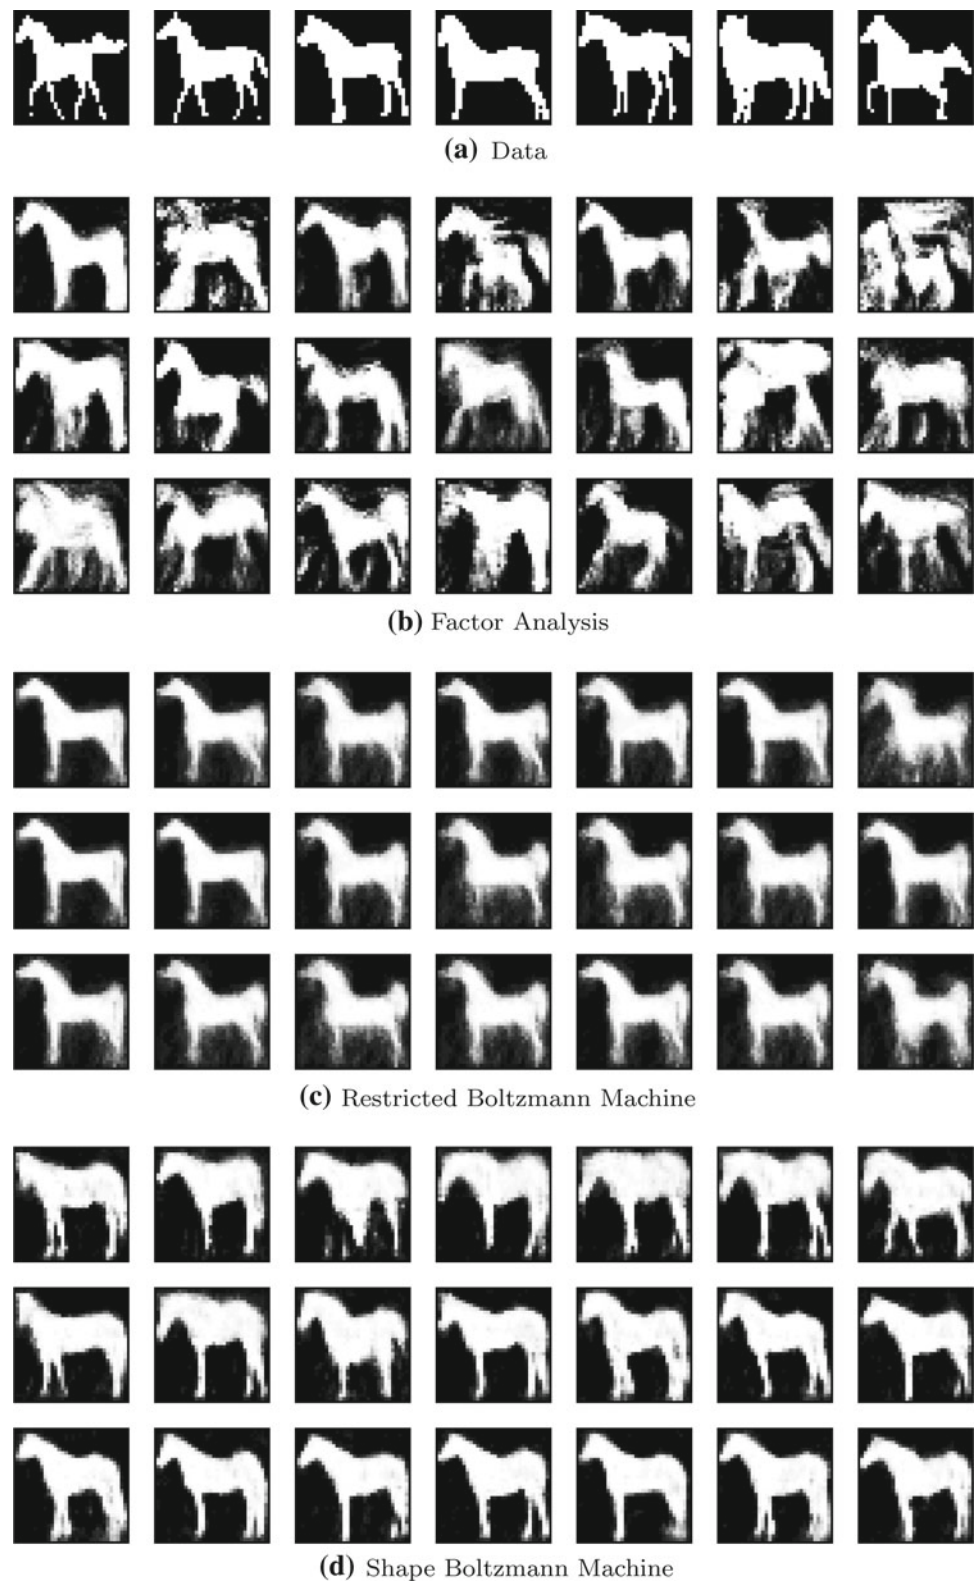 (a) Data
(b) Factor Analysis
(c) Restricted Boltzmann Machine
(d) Shape Boltzmann Machine